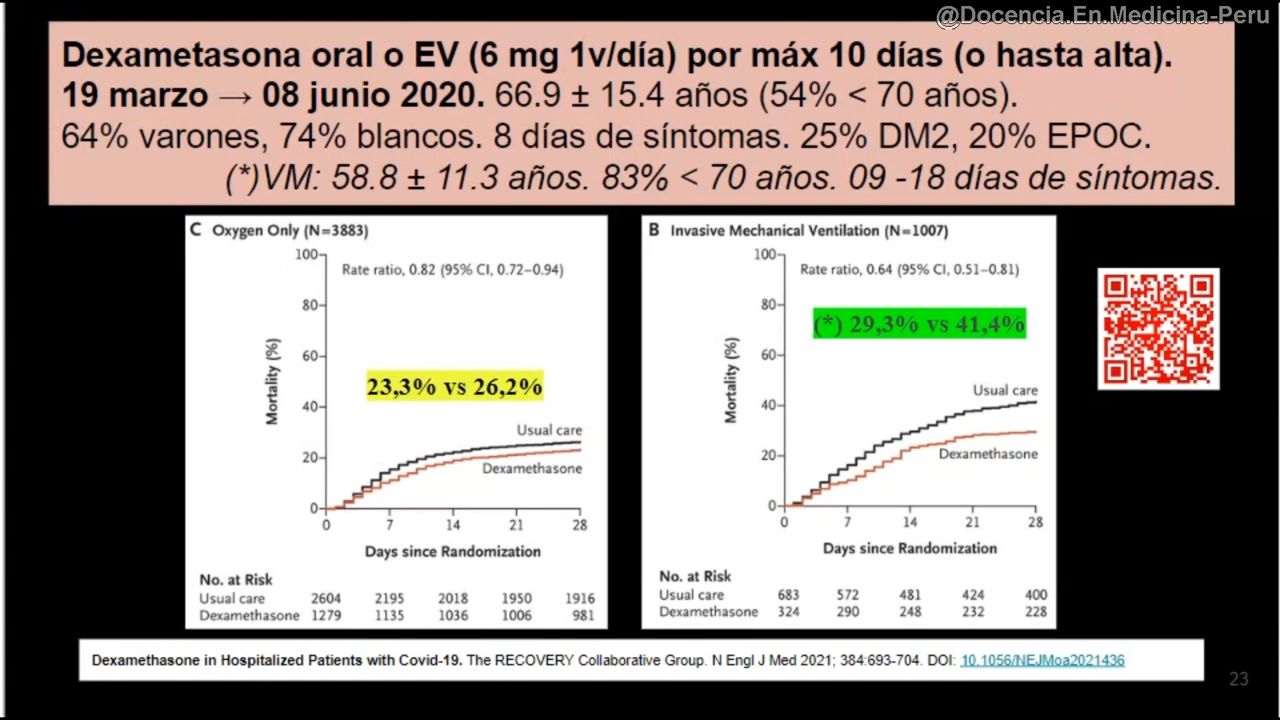 @Docencia.En.Medicina-Peru
Dexametasona oral o EV (6 mg 1v/día) por máx 10 días (o hasta alta).
19 marzo → 08 junio 2020. 66.9 ± 15.4 años (54% < 70 años).
64% varones, 74% blancos. 8 días de síntomas. 25% DM2, 20% EPOC.
(*)VM: 58.8 ± 11.3 años. 83% < 70 años. 09 -18 días de síntomas.
C Oxygen Only (N=3883)
Rate ratio, 0.82 (95% CI, 0.72–0.94)
100
80
60
40
20
0
Mortality (%)
23,3% vs 26,2%
Usual care
Dexamethasone
0 7 14 21 28
Days since Randomization
No. at Risk
Usual care 2604 2195 2018 1950 1916
Dexamethasone 1279 1135 1036 1006 981
B Invasive Mechanical Ventilation (N=1007)
Rate ratio, 0.64 (95% CI, 0.51–0.81)
100
80
60
40
20
0
Mortality (%)
(*) 29,3% vs 41,4%
Usual care
Dexamethasone
0 7 14 21 28
Days since Randomization
No. at Risk
Usual care 683 572 481 424 400
Dexamethasone 324 290 248 232 228
Dexamethasone in Hospitalized Patients with Covid-19. The RECOVERY Collaborative Group. N Engl J Med 2021; 384:693-704. DOI: 10.1056/NEJMoa2021436
23